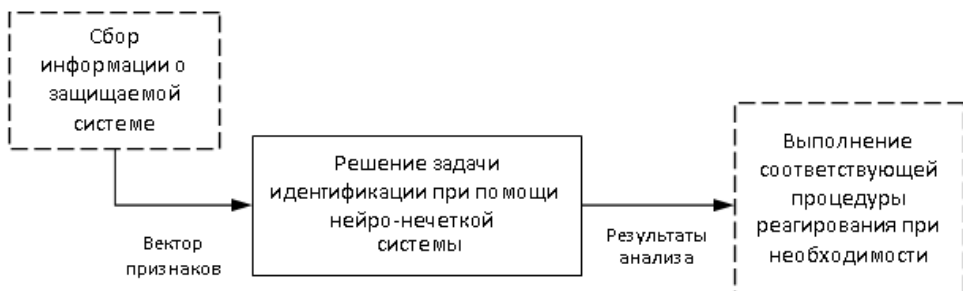 Сбор
информации о
защищаемой
системе
Решение задачи
идентификации при помощи
нейро-нечеткой
системы
Вектор
признаков
Результаты
анализа
Выполнение
соответствующей
процедуры
реагирования при
необходимости